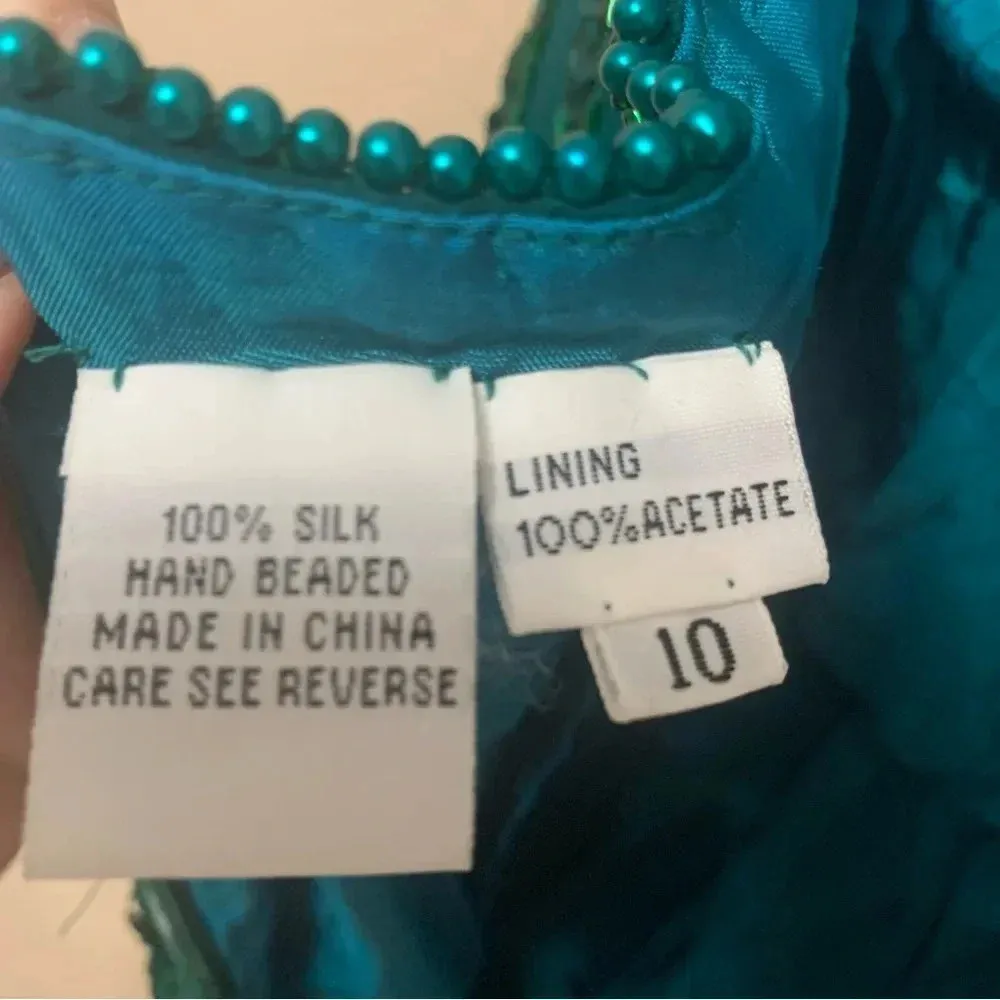 100% SILK
HAND BEADED
MADE IN CHINA
CARE SEE REVERSE
LINING
100%ACETATE
10